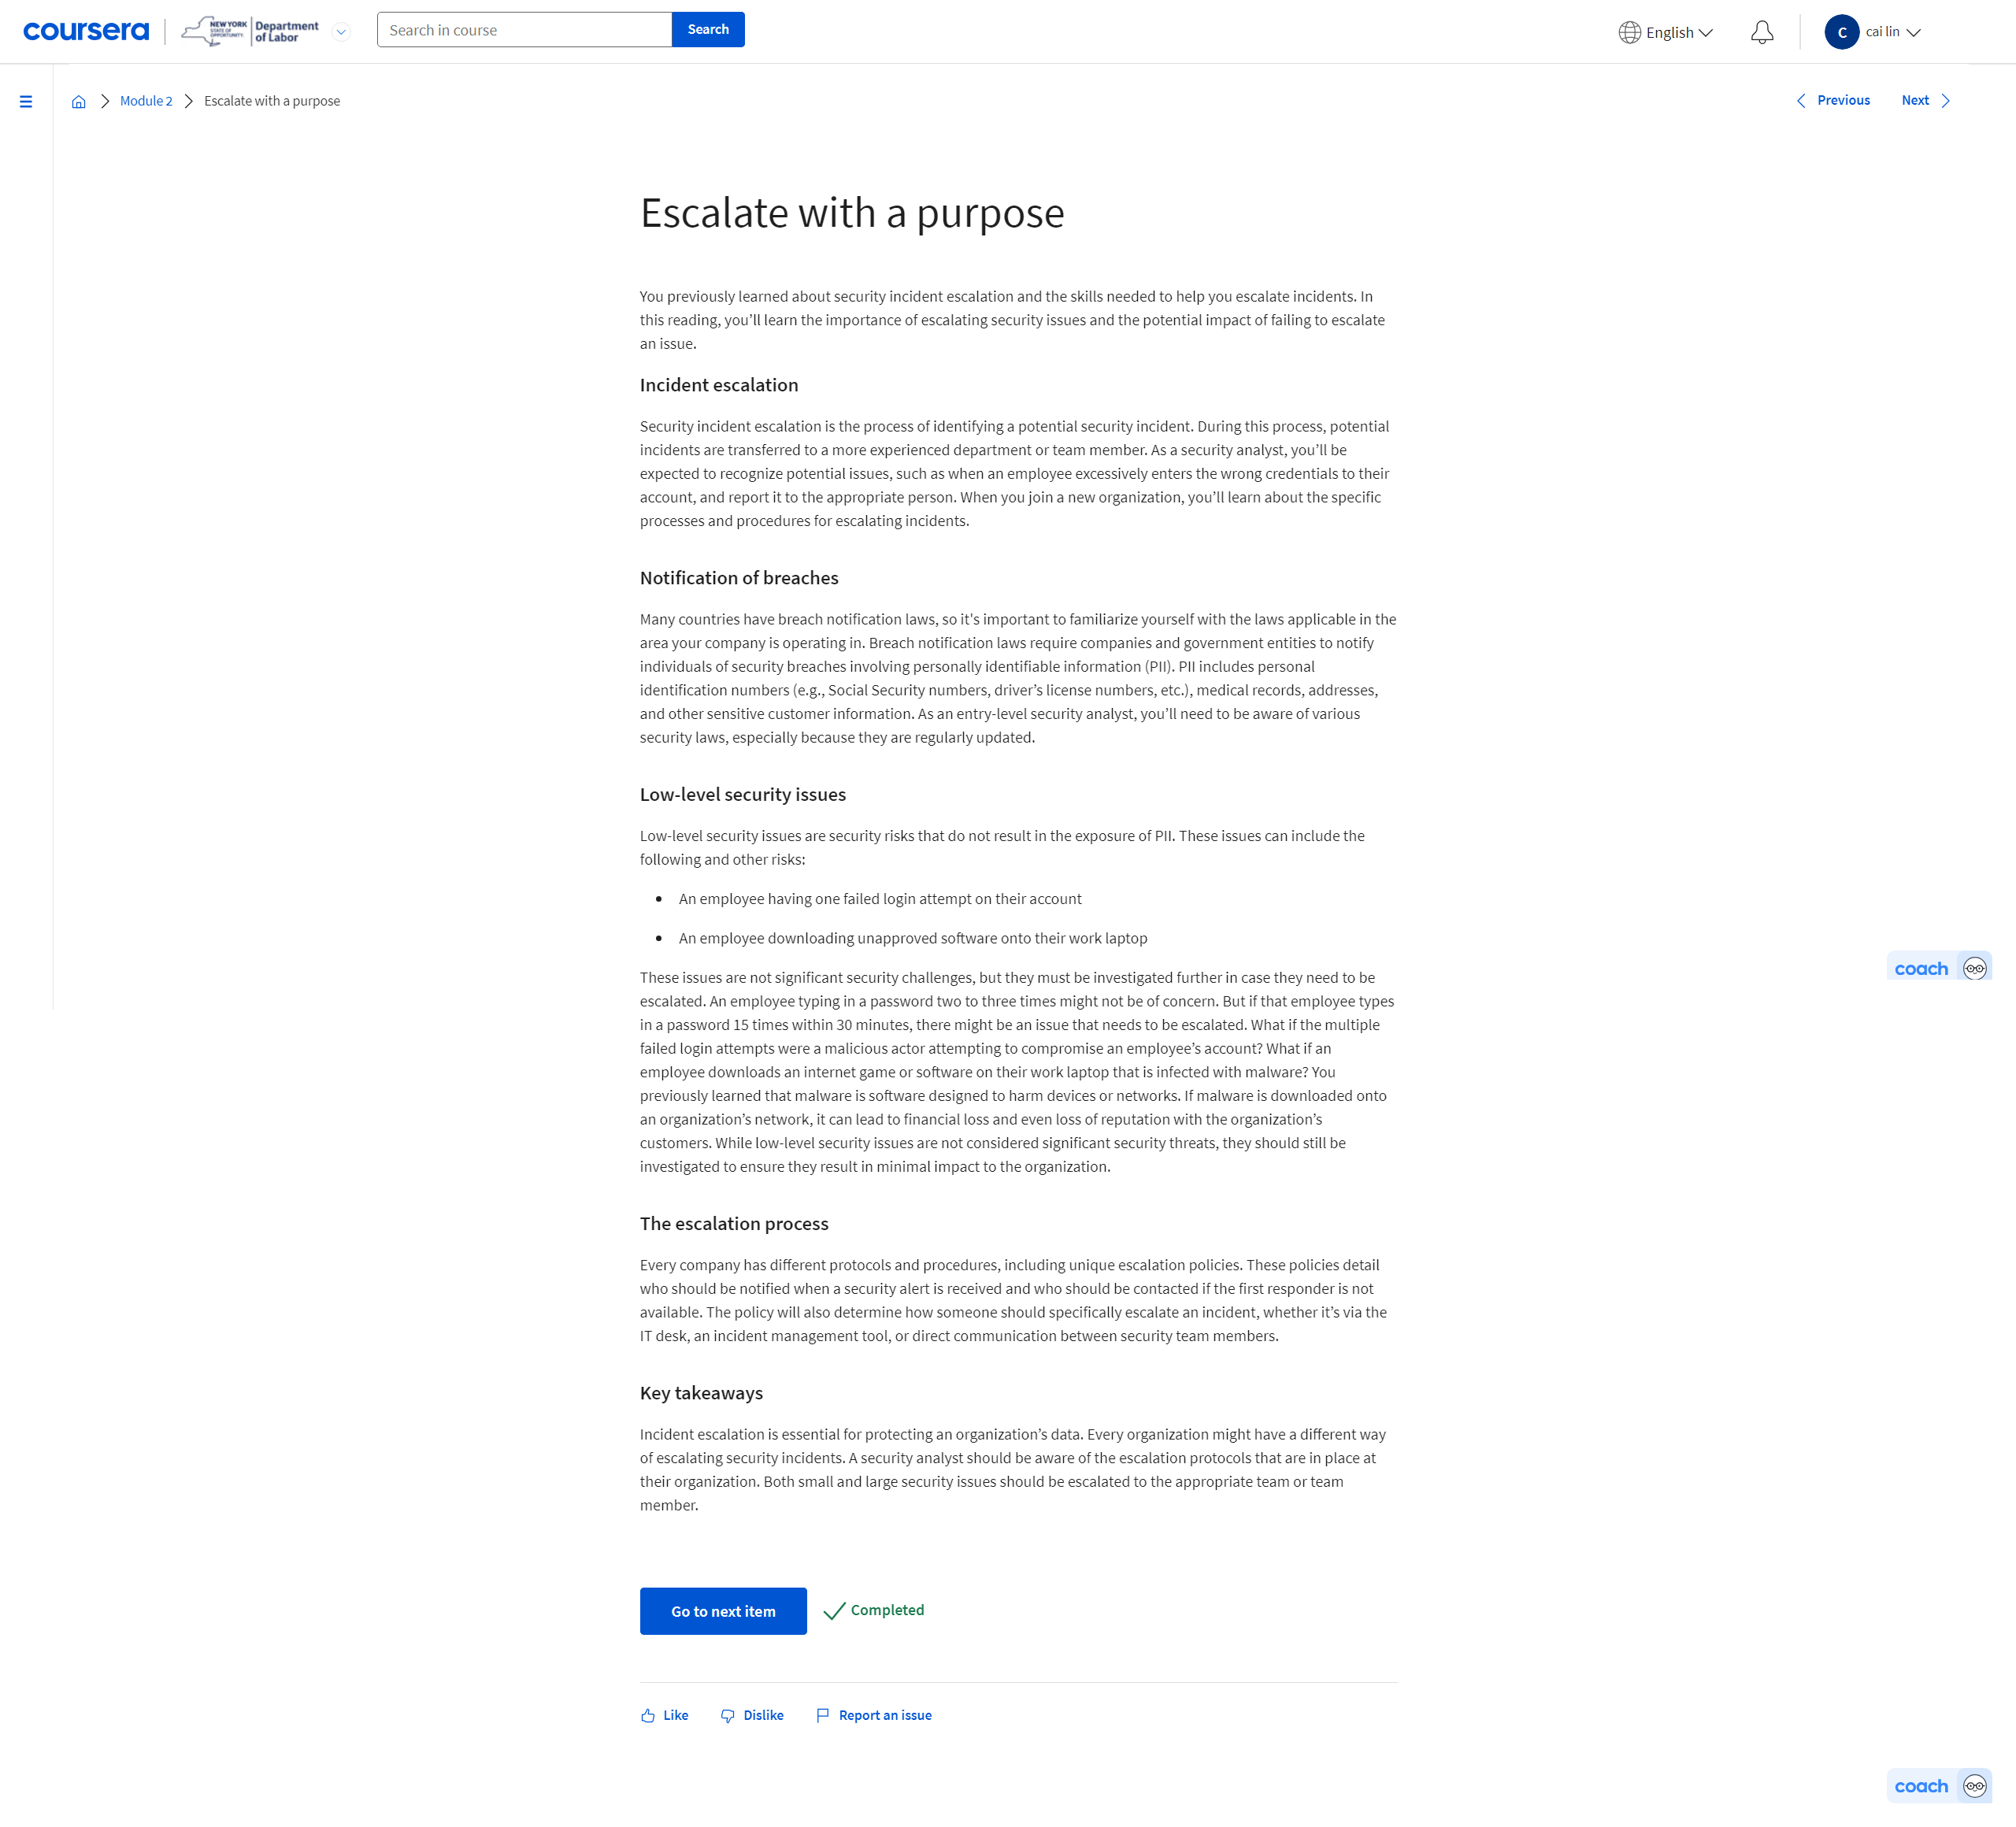 coursera
NEW YORK
STATE OF
OPPORTUNITY.
Department
of Labor
Search in course
Search
English
C
cai lin
Module 2
Escalate with a purpose
Previous
Next
Escalate with a purpose
You previously learned about security incident escalation and the skills needed to help you escalate incidents. In
this reading, you’ll learn the importance of escalating security issues and the potential impact of failing to escalate
an issue.
Incident escalation
Security incident escalation is the process of identifying a potential security incident. During this process, potential
incidents are transferred to a more experienced department or team member. As a security analyst, you’ll be
expected to recognize potential issues, such as when an employee excessively enters the wrong credentials to their
account, and report it to the appropriate person. When you join a new organization, you’ll learn about the specific
processes and procedures for escalating incidents.
Notification of breaches
Many countries have breach notification laws, so it's important to familiarize yourself with the laws applicable in the
area your company is operating in. Breach notification laws require companies and government entities to notify
individuals of security breaches involving personally identifiable information (PII). PII includes personal
identification numbers (e.g., Social Security numbers, driver’s license numbers, etc.), medical records, addresses,
and other sensitive customer information. As an entry-level security analyst, you’ll need to be aware of various
security laws, especially because they are regularly updated.
Low-level security issues
Low-level security issues are security risks that do not result in the exposure of PII. These issues can include the
following and other risks:
• An employee having one failed login attempt on their account
• An employee downloading unapproved software onto their work laptop
coach
These issues are not significant security challenges, but they must be investigated further in case they need to be
escalated. An employee typing in a password two to three times might not be of concern. But if that employee types
in a password 15 times within 30 minutes, there might be an issue that needs to be escalated. What if the multiple
failed login attempts were a malicious actor attempting to compromise an employee’s account? What if an
employee downloads an internet game or software on their work laptop that is infected with malware? You
previously learned that malware is software designed to harm devices or networks. If malware is downloaded onto
an organization’s network, it can lead to financial loss and even loss of reputation with the organization’s
customers. While low-level security issues are not considered significant security threats, they should still be
investigated to ensure they result in minimal impact to the organization.
The escalation process
Every company has different protocols and procedures, including unique escalation policies. These policies detail
who should be notified when a security alert is received and who should be contacted if the first responder is not
available. The policy will also determine how someone should specifically escalate an incident, whether it’s via the
IT desk, an incident management tool, or direct communication between security team members.
Key takeaways
Incident escalation is essential for protecting an organization’s data. Every organization might have a different way
of escalating security incidents. A security analyst should be aware of the escalation protocols that are in place at
their organization. Both small and large security issues should be escalated to the appropriate team or team
member.
Go to next item
Completed
Like
Dislike
Report an issue
coach